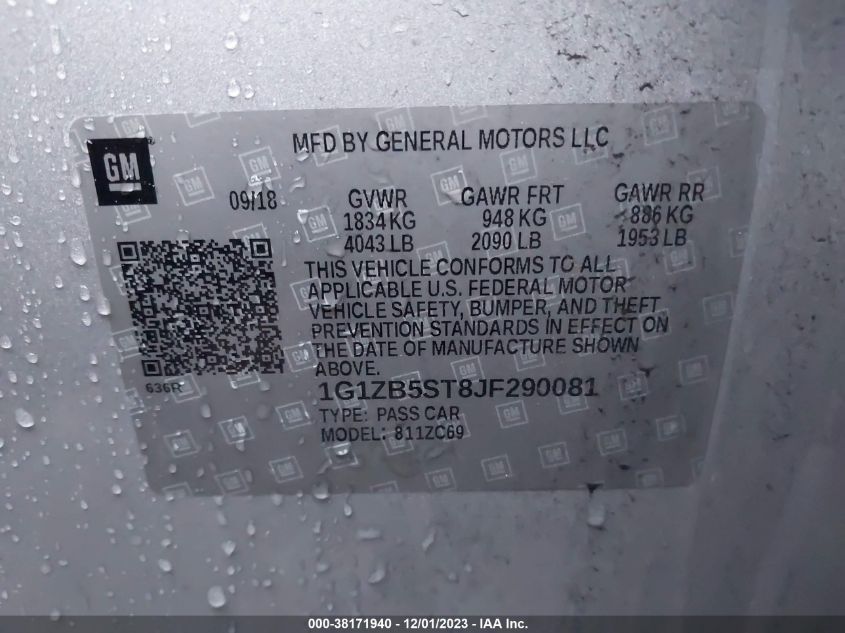 MFD BY GENERAL MOTORS LLC
GM
09/18 GVWR GAWR FRT GAWR RR
1834 KG 948 KG 886 KG
4043 LB 2090 LB 1953 LB
THIS VEHICLE CONFORMS TO ALL
APPLICABLE U.S. FEDERAL MOTOR
VEHICLE SAFETY, BUMPER, AND THEFT
PREVENTION STANDARDS IN EFFECT ON
THE DATE OF MANUFACTURE SHOWN
ABOVE.
636R
1G1ZB5ST8JF290081
TYPE: PASS CAR
MODEL: 811ZC69
000-38171940 - 12/01/2023 - IAA Inc.